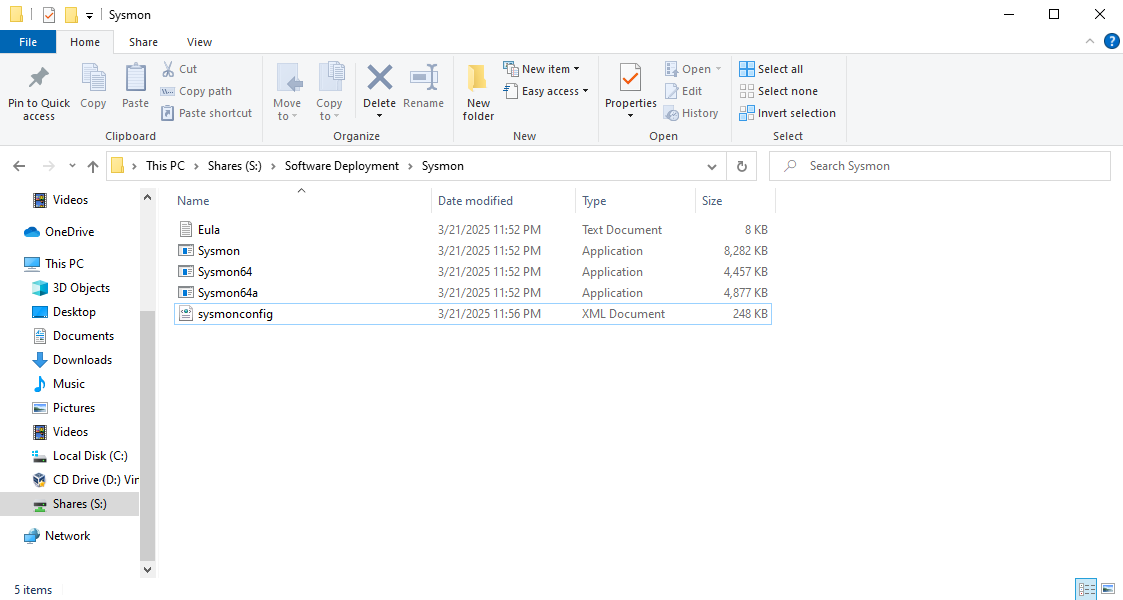 Sysmon
File Home Share View
Pin to Quick access
Copy
Paste
Cut
Copy path
Paste shortcut
Clipboard
Move to
Copy to
Delete
Rename
Organize
New folder
New item
Easy access
New
Properties
Open
Edit
History
Open
Select all
Select none
Invert selection
Select
This PC > Shares (S:) > Software Deployment > Sysmon
Search Sysmon
Videos
OneDrive
This PC
3D Objects
Desktop
Documents
Downloads
Music
Pictures
Videos
Local Disk (C:)
CD Drive (D:) Vir
Shares (S:)
Network
Name Date modified Type Size
Eula 3/21/2025 11:52 PM Text Document 8 KB
Sysmon 3/21/2025 11:52 PM Application 8,282 KB
Sysmon64 3/21/2025 11:52 PM Application 4,457 KB
Sysmon64a 3/21/2025 11:52 PM Application 4,877 KB
sysmonconfig 3/21/2025 11:56 PM XML Document 248 KB
5 items